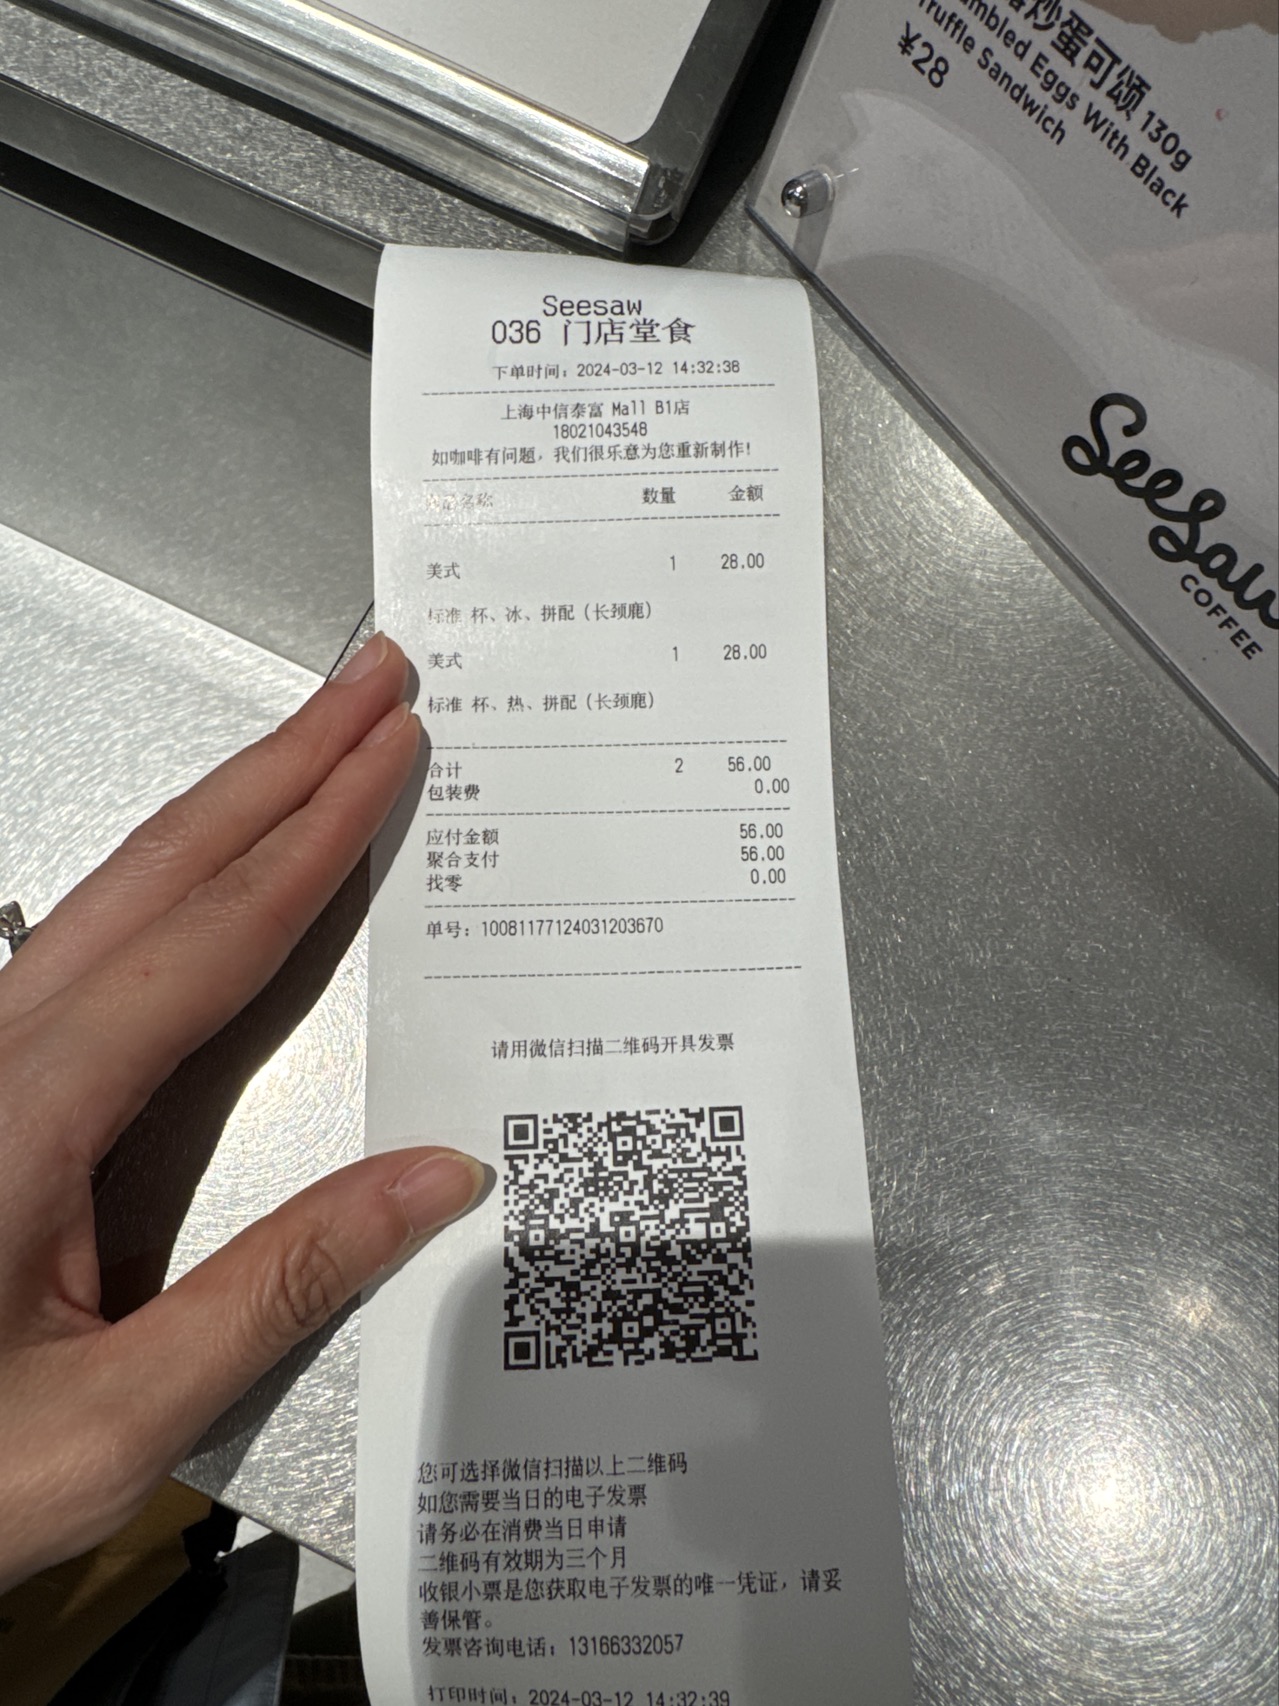 炒蛋可颂 130g
Eggs With Black
Truffle Sandwich
¥28
SeeSaw
COFFEE
Seesaw
036 门店堂食
下单时间：2024-03-12 14:32:38
上海中信泰富 Mall B1店
18021043548
如咖啡有问题，我们很乐意为您重新制作！
名称 数量 金额
美式 1 28.00
标准 杯、冰、拼配（长颈鹿）
美式 1 28.00
标准 杯、热、拼配（长颈鹿）
合计 2 56.00
包装费 0.00
应付金额 56.00
聚合支付 56.00
找零 0.00
单号：10081177124031203670
请用微信扫描二维码开具发票
您可选择微信扫描以上二维码
如您需要当日的电子发票
请务必在消费当日申请
二维码有效期为三个月
收银小票是您获取电子发票的唯一凭证，请妥
善保管。
发票咨询电话：13166332057
打印时间：2024-03-12 14:32:39